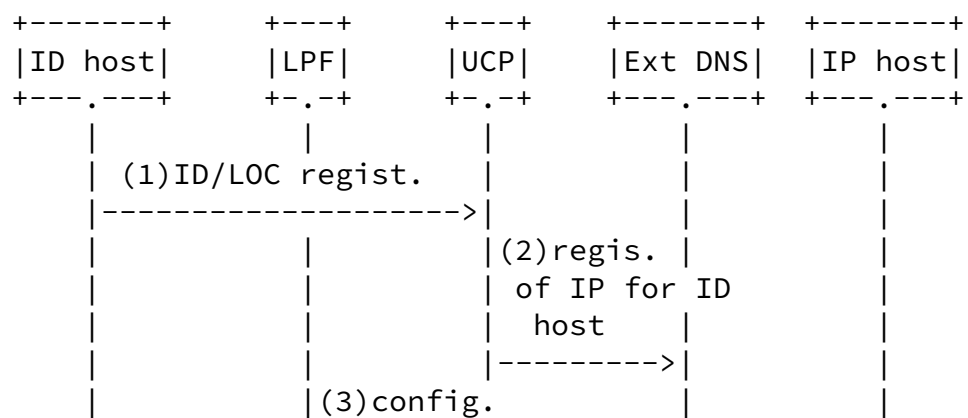 +-------+     +---+     +---+    +-------+  +-------+
|ID host|     |LPF|     |UCP|    |Ext DNS|  |IP host|
+---.---+     +-.-+     +-.-+    +---.---+  +---.---+
    |           |         |          |          |
    | (1)ID/LOC regist.   |          |          |
    |-------------------->|          |          |
    |           |         |(2)regis. |          |
    |           |         | of IP for ID        |
    |           |         |  host    |          |
    |           |         |--------->|          |
    |           |(3)config.          |          |